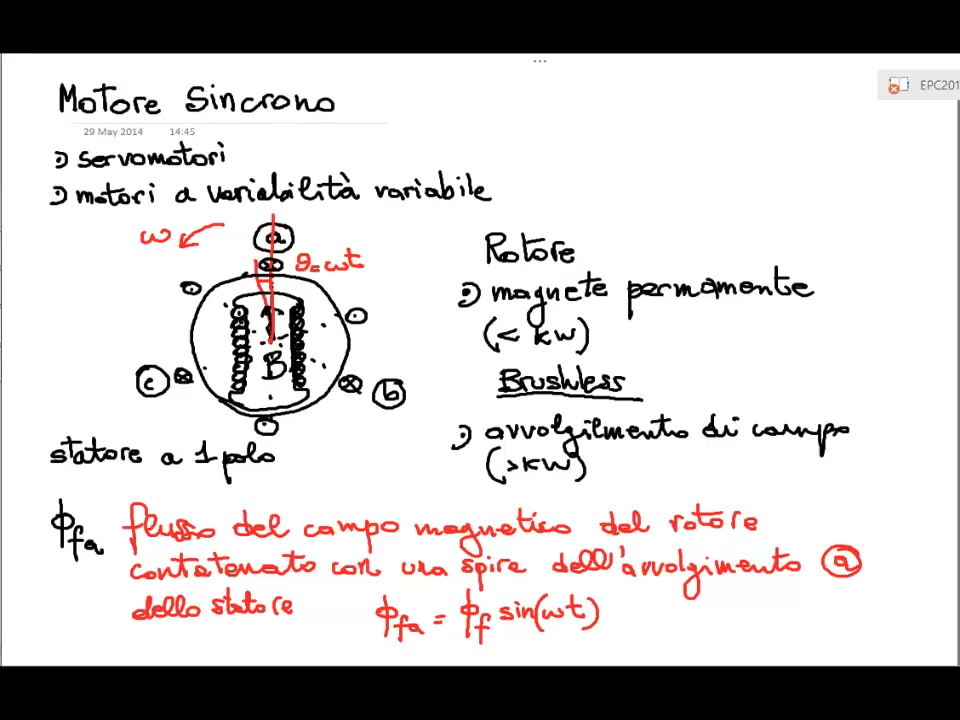 ...
EPC201
Motore Sincrono
29 May 2014 14:45
servomotori
motori a variabilità variabile
ω
a
θ=ωt
B
c
b
statore a 1 polo
Rotore
magnete permamente
(< kW)
Brushless
avvolgimento di campo
(>kW)
ϕfa flusso del campo magnetico del rotore
contatenato con una spira dell'avvolgimento a
dello statore ϕfa = ϕf sin(ωt)